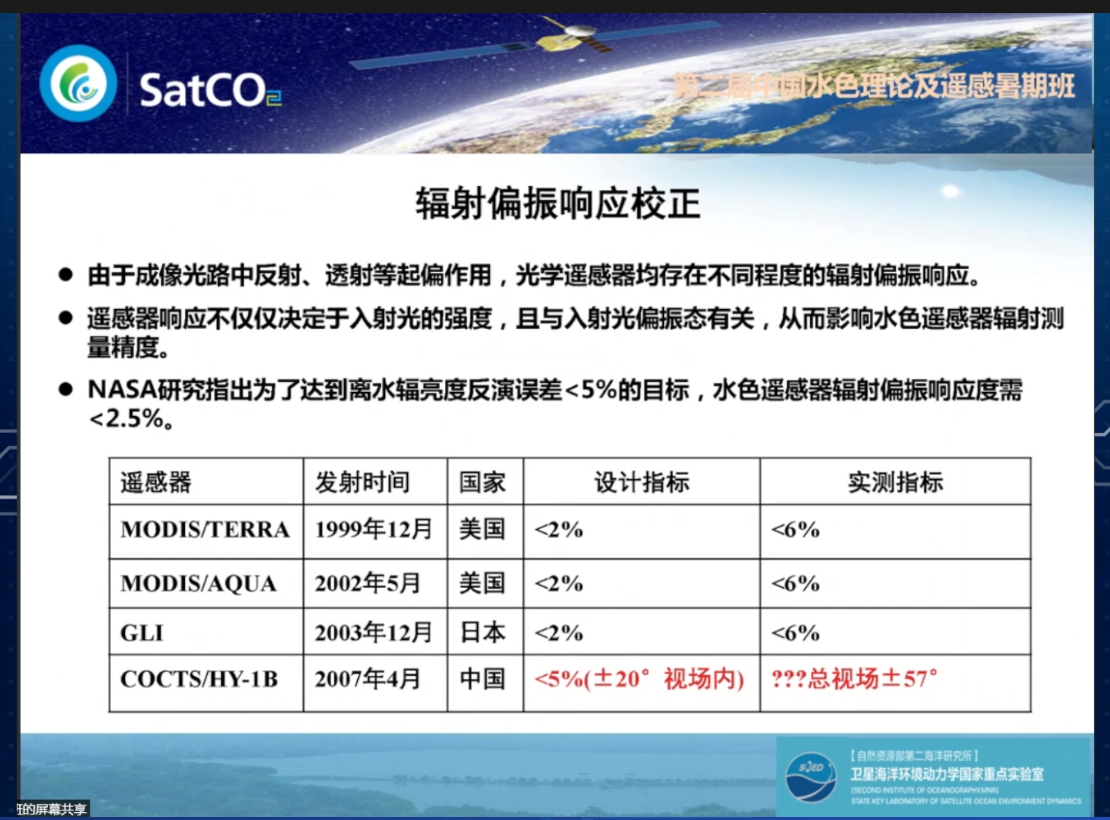 SatCO2
第二届中国水色理论及遥感暑期班
辐射偏振响应校正
● 由于成像光路中反射、透射等起偏作用，光学遥感器均存在不同程度的辐射偏振响应。
● 遥感器响应不仅仅决定于入射光的强度，且与入射光偏振态有关，从而影响水色遥感器辐射测
量精度。
● NASA研究指出为了达到离水辐亮度反演误差<5%的目标，水色遥感器辐射偏振响应度需
<2.5%。
遥感器 发射时间 国家 设计指标 实测指标
MODIS/TERRA 1999年12月 美国 <2% <6%
MODIS/AQUA 2002年5月 美国 <2% <6%
GLI 2003年12月 日本 <2% <6%
COCTS/HY-1B 2007年4月 中国 <5%(±20° 视场内) ???总视场±57°
SOED
【自然资源部第二海洋研究所】
卫星海洋环境动力学国家重点实验室
(SECOND INSTITUTE OF OCEANOGRAPHY,MNR)
STATE KEY LABORATORY OF SATELLITE OCEAN ENVIRONMENT DYNAMICS
班的屏幕共享